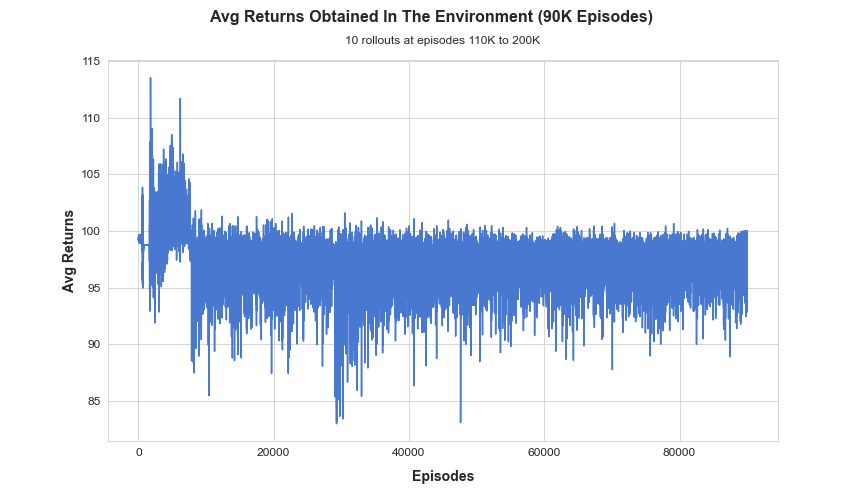 Avg Returns Obtained In The Environment (90K Episodes)
10 rollouts at episodes 110K to 200K
115
110
105
100
95
90
85
Avg Returns
0 20000 40000 60000 80000
Episodes